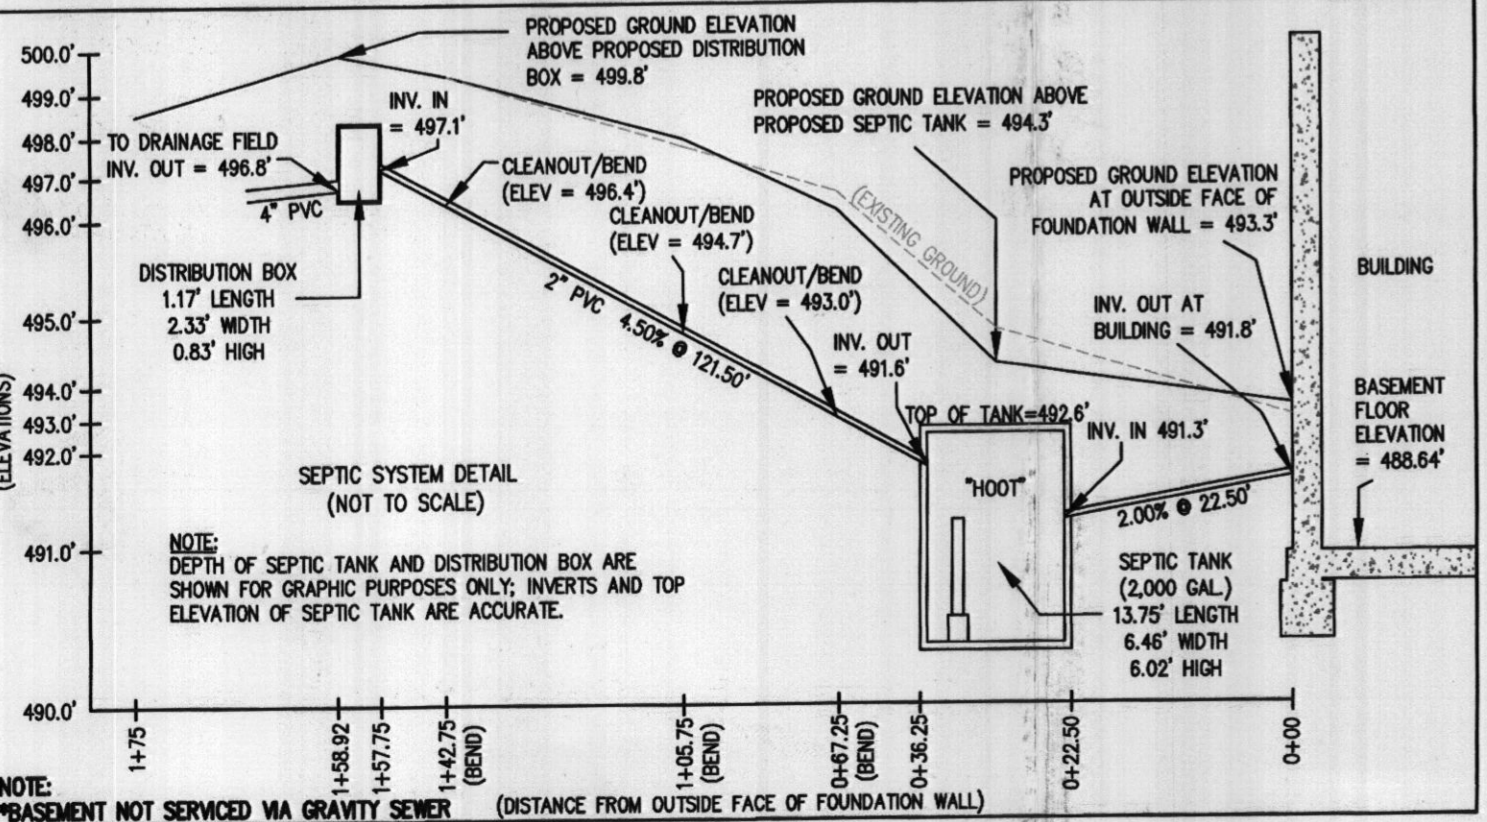 PROPOSED GROUND ELEVATION
ABOVE PROPOSED DISTRIBUTION
BOX = 499.8'
500.0'
499.0'
498.0'
497.0'
496.0'
495.0'
494.0'
493.0'
492.0'
491.0'
490.0'
(ELEVATIONS)
INV. IN
= 497.1'
TO DRAINAGE FIELD
INV. OUT = 496.8'
4" PVC
DISTRIBUTION BOX
1.17' LENGTH
2.33' WIDTH
0.83' HIGH
CLEANOUT/BEND
(ELEV = 496.4')
CLEANOUT/BEND
(ELEV = 494.7')
CLEANOUT/BEND
(ELEV = 493.0')
2" PVC 4.50% @ 121.50'
PROPOSED GROUND ELEVATION ABOVE
PROPOSED SEPTIC TANK = 494.3'
(EXISTING GROUND)
PROPOSED GROUND ELEVATION
AT OUTSIDE FACE OF
FOUNDATION WALL = 493.3'
INV. OUT AT
BUILDING = 491.8'
BUILDING
INV. OUT
= 491.6'
TOP OF TANK=492.6'
INV. IN 491.3'
"HOOT"
2.00% @ 22.50'
BASEMENT
FLOOR
ELEVATION
= 488.64'
SEPTIC TANK
(2,000 GAL.)
13.75' LENGTH
6.46' WIDTH
6.02' HIGH
SEPTIC SYSTEM DETAIL
(NOT TO SCALE)
NOTE:
DEPTH OF SEPTIC TANK AND DISTRIBUTION BOX ARE
SHOWN FOR GRAPHIC PURPOSES ONLY; INVERTS AND TOP
ELEVATION OF SEPTIC TANK ARE ACCURATE.
1+75
1+58.92
1+57.75
1+42.75
(BEND)
1+05.75
(BEND)
0+67.25
(BEND)
0+36.25
0+22.50
0+00
NOTE:
*BASEMENT NOT SERVICED VIA GRAVITY SEWER
(DISTANCE FROM OUTSIDE FACE OF FOUNDATION WALL)